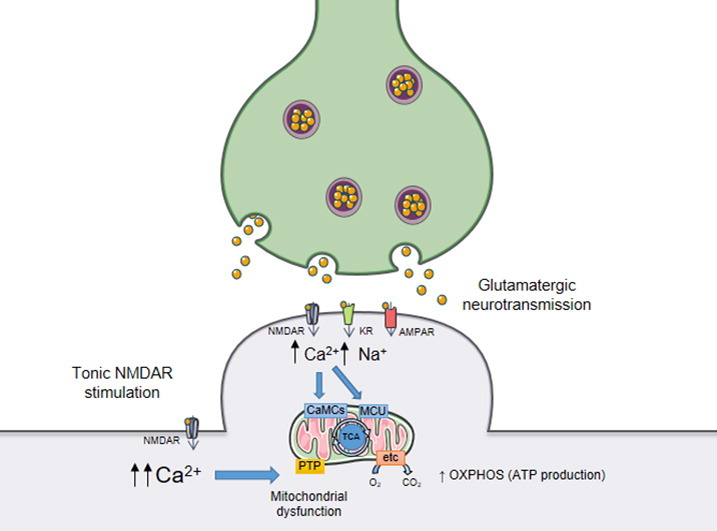 Glutamatergic
neurotransmission
NMDAR
KR
AMPAR
↑ Ca²⁺ ↑ Na⁺
Tonic NMDAR
stimulation
CaMCs
MCU
TCA
NMDAR
PTP
etc
↑↑ Ca²⁺
O₂
CO₂
↑ OXPHOS (ATP production)
Mitochondrial
dysfunction